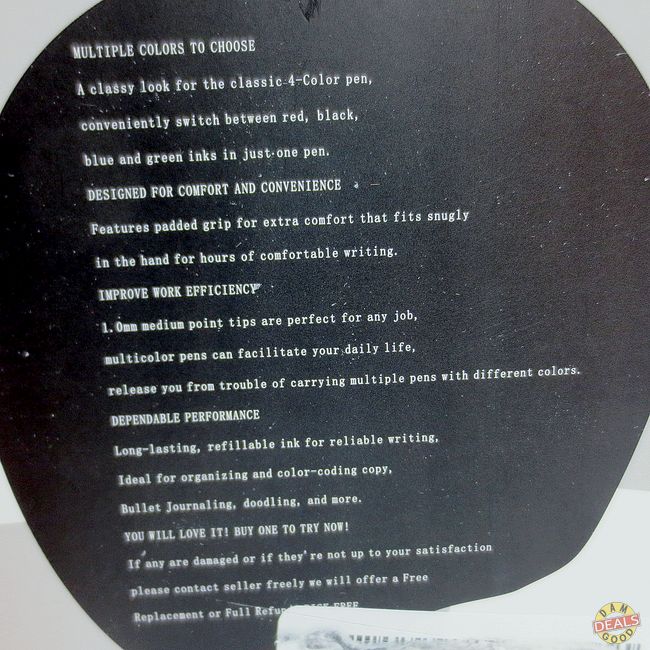 MULTIPLE COLORS TO CHOOSE
A classy look for the classic 4-Color pen,
conveniently switch between red, black,
blue and green inks in just one pen.
DESIGNED FOR COMFORT AND CONVENIENCE
Features padded grip for extra comfort that fits snugly
in the hand for hours of comfortable writing.
IMPROVE WORK EFFICIENCY
1.0mm medium point tips are perfect for any job,
multicolor pens can facilitate your daily life,
release you from trouble of carrying multiple pens with different colors.
DEPENDABLE PERFORMANCE
Long-lasting, refillable ink for reliable writing,
Ideal for organizing and color-coding copy,
Bullet Journaling, doodling, and more.
YOU WILL LOVE IT! BUY ONE TO TRY NOW!
If any are damaged or if they're not up to your satisfaction
please contact seller freely we will offer a Free
Replacement or Full Refund
DAM
DEALS
GOOD